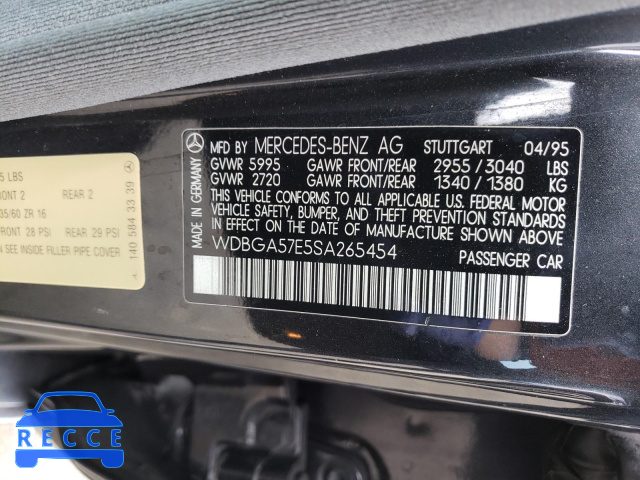 MFD BY MERCEDES-BENZ AG STUTTGART 04/95
GVWR 5995 GAWR FRONT/REAR 2955/3040 LBS
GVWR 2720 GAWR FRONT/REAR 1340/1380 KG
THIS VEHICLE CONFORMS TO ALL APPLICABLE U.S. FEDERAL MOTOR
VEHICLE SAFETY, BUMPER, AND THEFT PREVENTION STANDARDS
IN EFFECT ON THE DATE OF MANUFACTURE SHOWN ABOVE
WDBGA57E5SA265454 PASSENGER CAR
MADE IN GERMANY
5 LBS
FRONT 2 REAR 2
35/60 ZR 16
FRONT 28 PSI REAR 29 PSI
SEE INSIDE FILLER PIPE COVER
140 584 33 39
RECCE